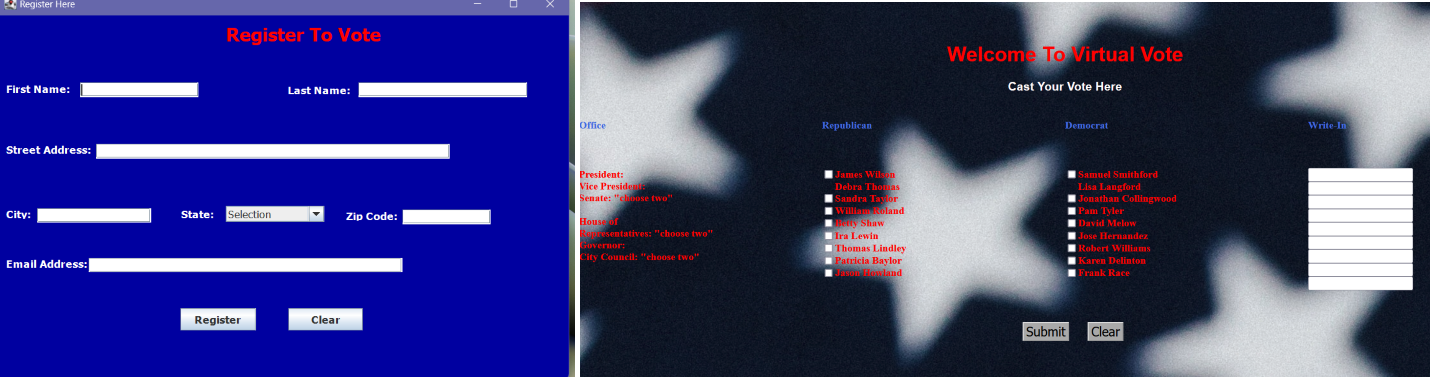 Register Here
Register To Vote
First Name:
Last Name:
Street Address:
City:
State:
Selection
Zip Code:
Email Address:
Register
Clear
Welcome To Virtual Vote
Cast Your Vote Here
Office
Republican
Democrat
Write-In
President:
Vice President:
Senate: "choose two"
House of
Representatives: "choose two"
Governor:
City Council: "choose two"
James Wilson
Debra Thomas
Sandra Taylor
William Roland
Betty Shaw
Ira Lewin
Thomas Lindley
Patricia Baylor
Jason Howland
Samuel Smithford
Lisa Langford
Jonathan Collingwood
Pam Tyler
David Melow
Jose Hernandez
Robert Williams
Karen Delinton
Frank Race
Submit
Clear